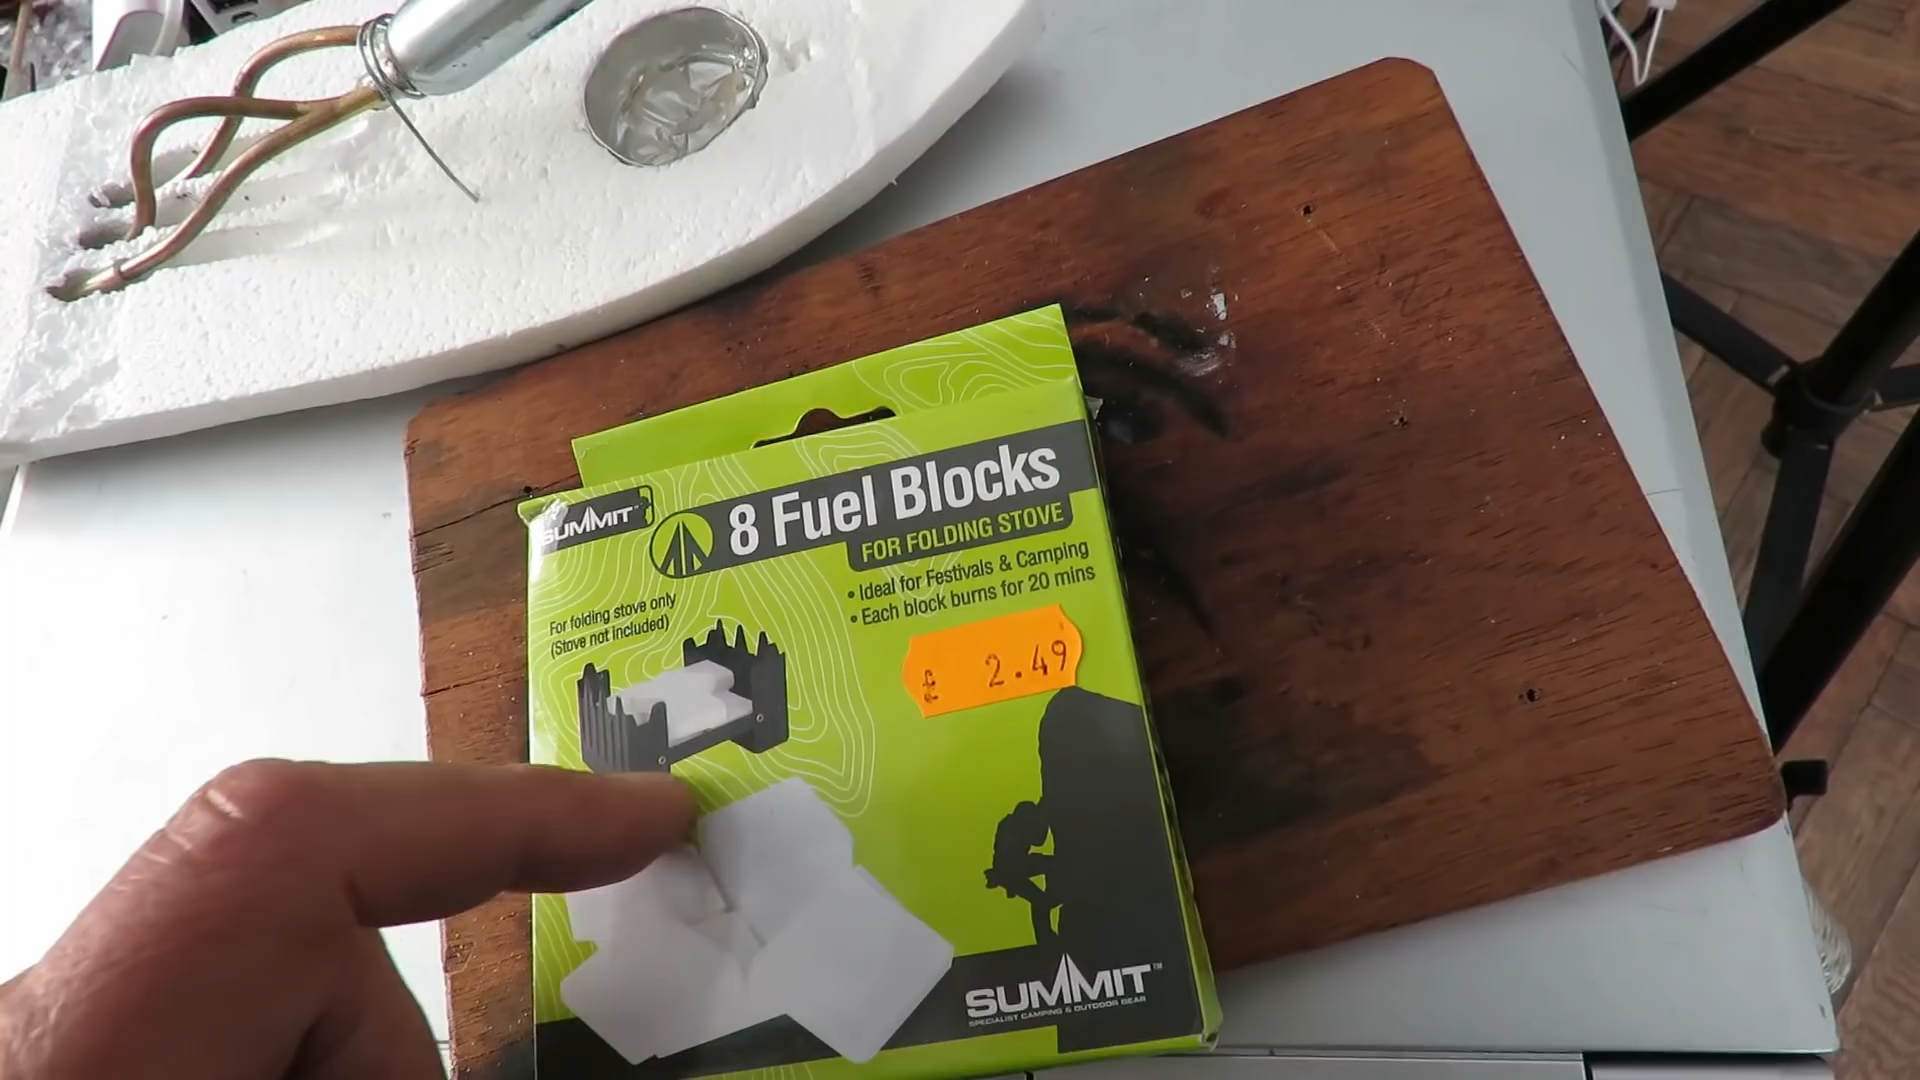 SUMMIT
8 Fuel Blocks
FOR FOLDING STOVE
• Ideal for Festivals & Camping
• Each block burns for 20 mins
For folding stove only
(Stove not included)
£ 2.49
SUMMIT™
SPECIALIST CAMPING & OUTDOOR GEAR